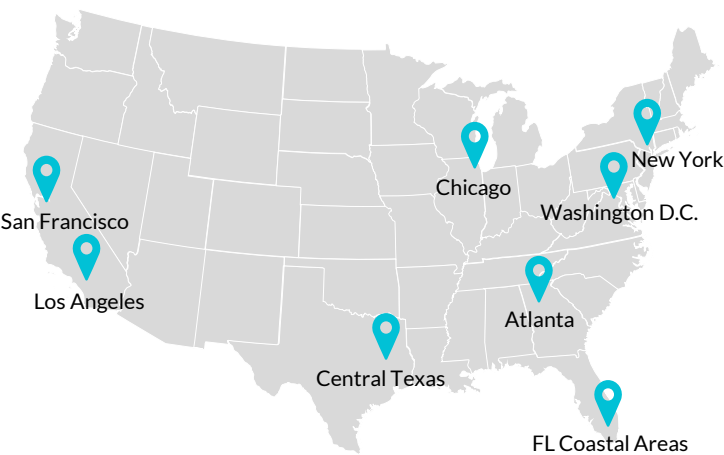 New York
Chicago
Washington D.C.
San Francisco
Los Angeles
Atlanta
Central Texas
FL Coastal Areas